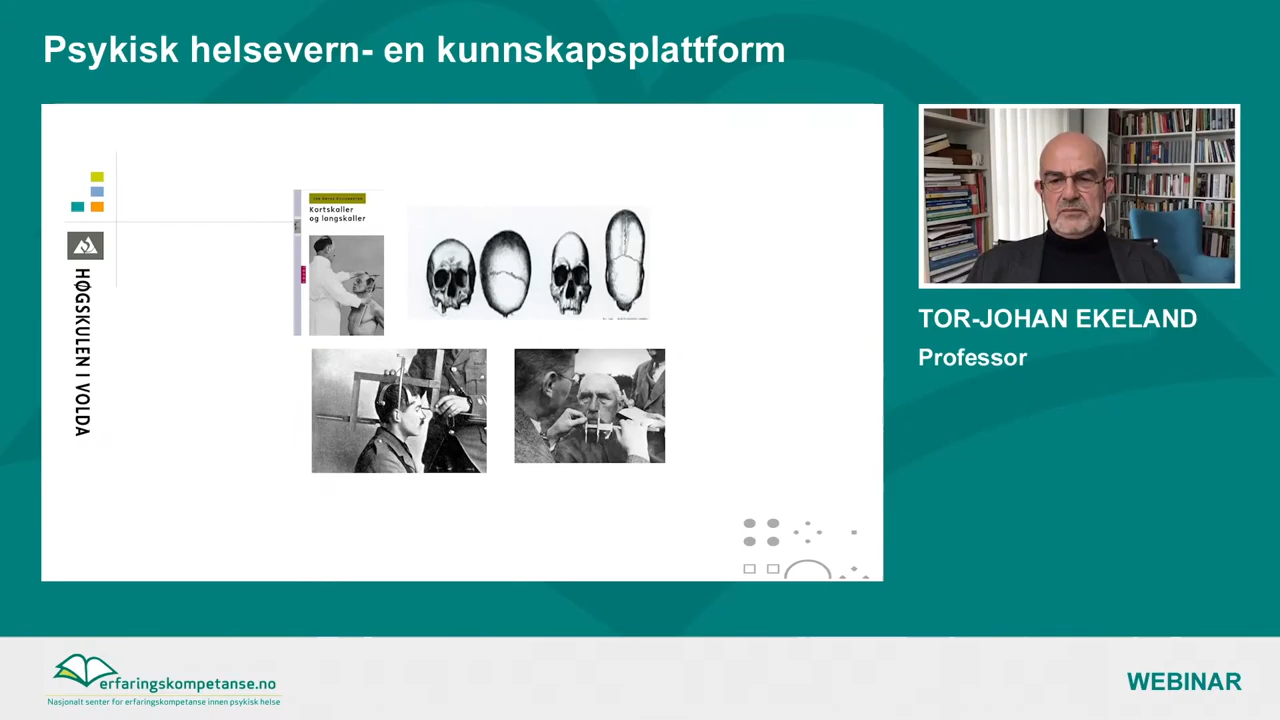 Psykisk helsevern- en kunnskapsplattform
HØGSKULEN I VOLDA
Kortskaller
og langskaller
TOR-JOHAN EKELAND
Professor
erfaringskompetanse.no
Nasjonalt senter for erfaringskompetanse innen psykisk helse
WEBINAR